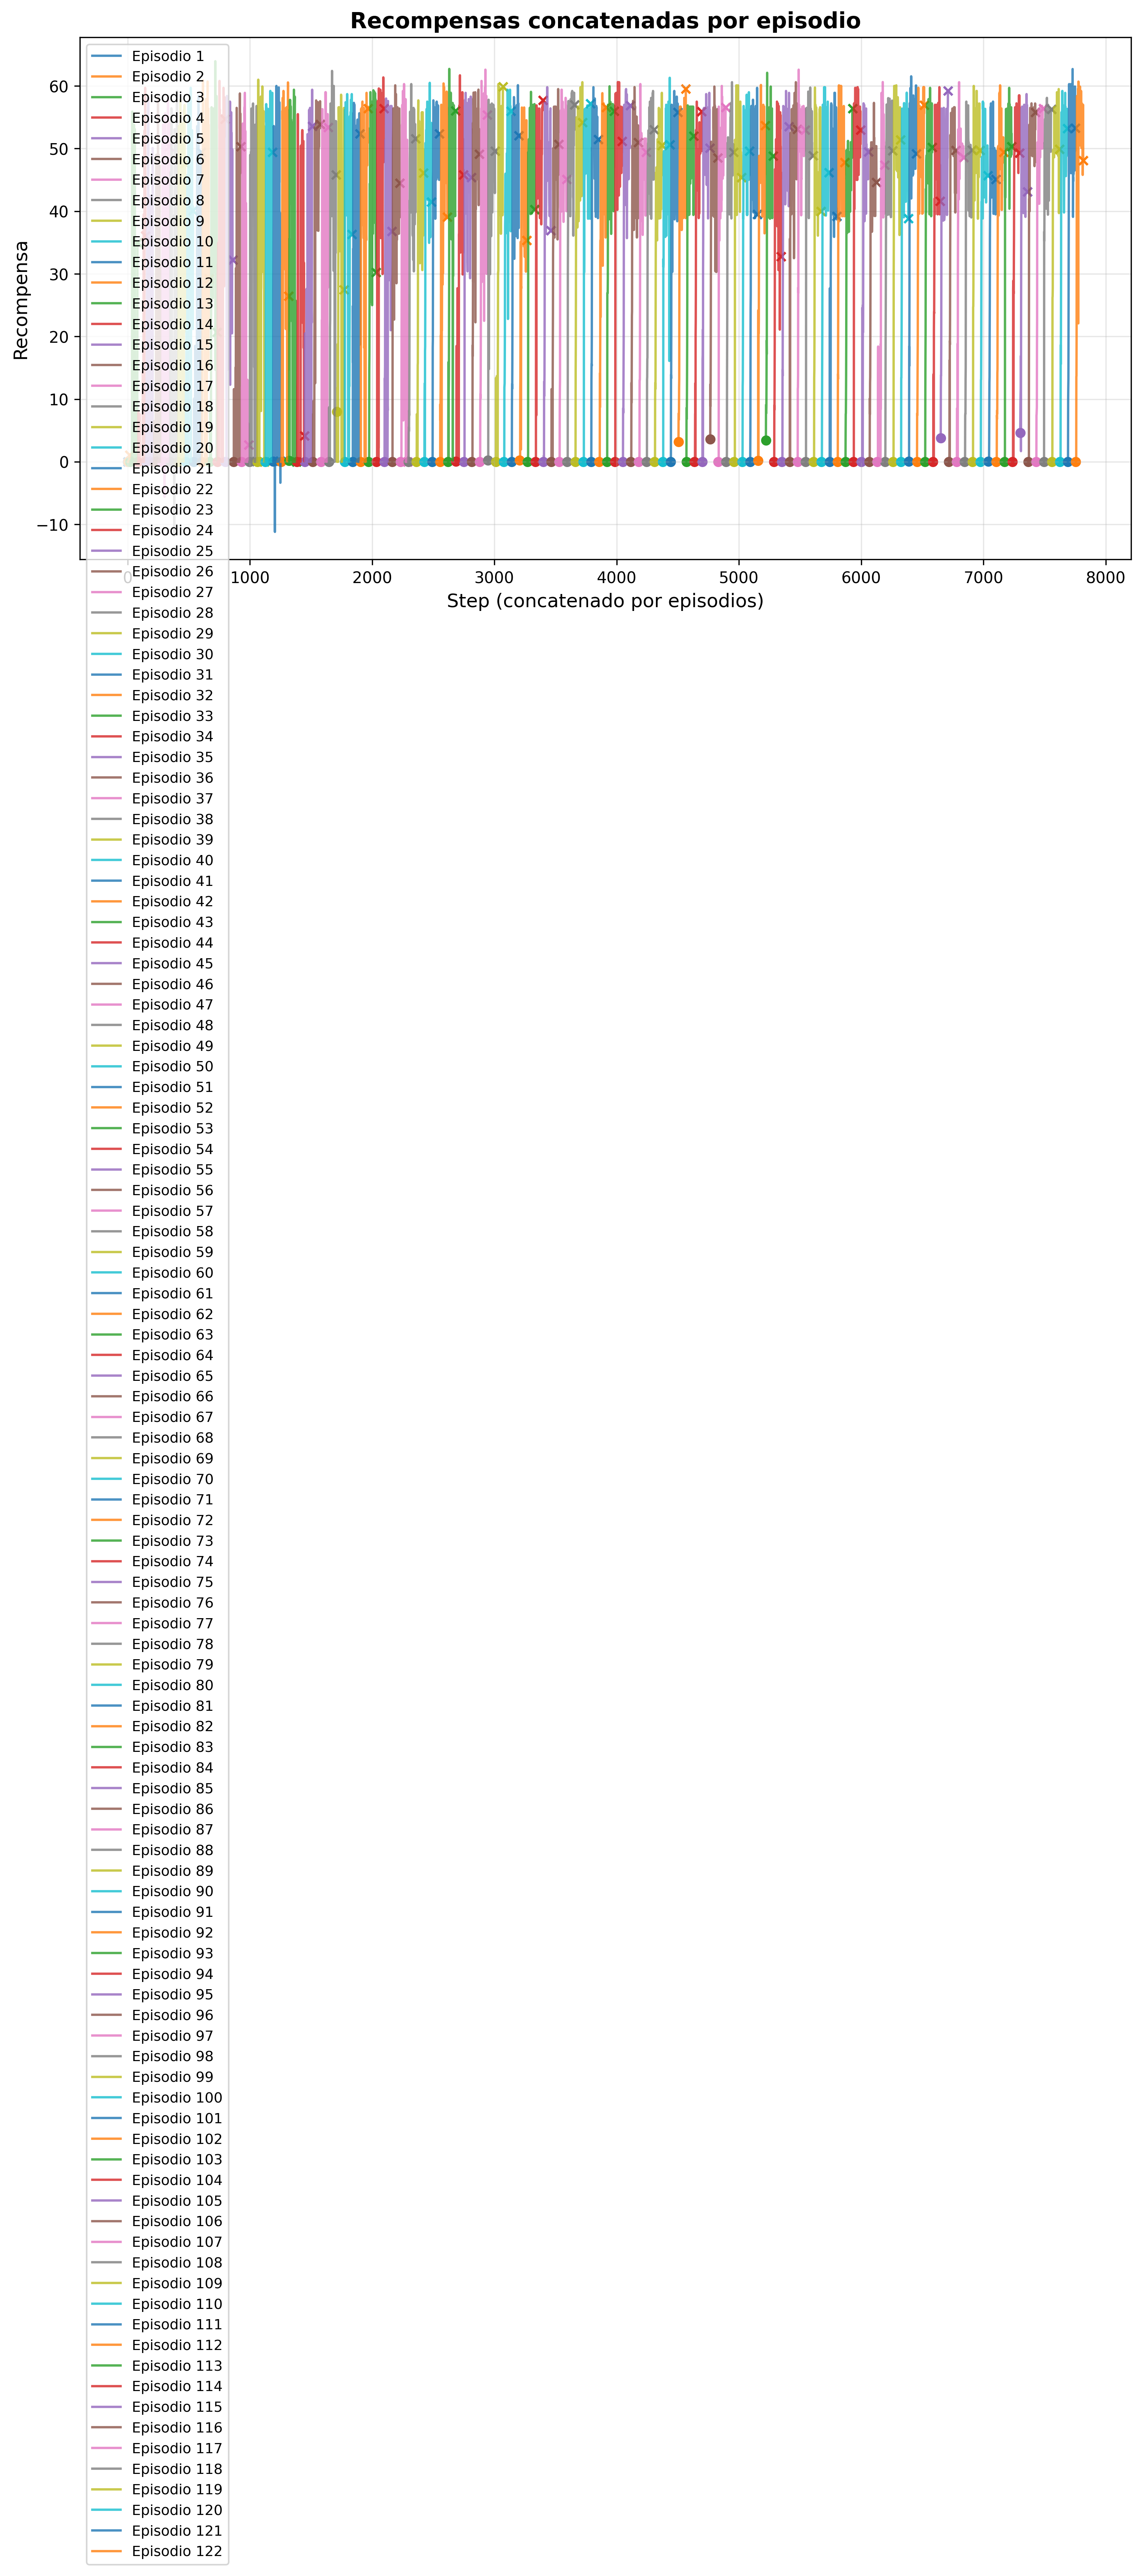 Recompensas concatenadas por episodio
Recompensa
60
50
40
30
20
10
0
−10
0
1000
2000
3000
4000
5000
6000
7000
8000
Step (concatenado por episodios)
Episodio 1
Episodio 2
Episodio 3
Episodio 4
Episodio 5
Episodio 6
Episodio 7
Episodio 8
Episodio 9
Episodio 10
Episodio 11
Episodio 12
Episodio 13
Episodio 14
Episodio 15
Episodio 16
Episodio 17
Episodio 18
Episodio 19
Episodio 20
Episodio 21
Episodio 22
Episodio 23
Episodio 24
Episodio 25
Episodio 26
Episodio 27
Episodio 28
Episodio 29
Episodio 30
Episodio 31
Episodio 32
Episodio 33
Episodio 34
Episodio 35
Episodio 36
Episodio 37
Episodio 38
Episodio 39
Episodio 40
Episodio 41
Episodio 42
Episodio 43
Episodio 44
Episodio 45
Episodio 46
Episodio 47
Episodio 48
Episodio 49
Episodio 50
Episodio 51
Episodio 52
Episodio 53
Episodio 54
Episodio 55
Episodio 56
Episodio 57
Episodio 58
Episodio 59
Episodio 60
Episodio 61
Episodio 62
Episodio 63
Episodio 64
Episodio 65
Episodio 66
Episodio 67
Episodio 68
Episodio 69
Episodio 70
Episodio 71
Episodio 72
Episodio 73
Episodio 74
Episodio 75
Episodio 76
Episodio 77
Episodio 78
Episodio 79
Episodio 80
Episodio 81
Episodio 82
Episodio 83
Episodio 84
Episodio 85
Episodio 86
Episodio 87
Episodio 88
Episodio 89
Episodio 90
Episodio 91
Episodio 92
Episodio 93
Episodio 94
Episodio 95
Episodio 96
Episodio 97
Episodio 98
Episodio 99
Episodio 100
Episodio 101
Episodio 102
Episodio 103
Episodio 104
Episodio 105
Episodio 106
Episodio 107
Episodio 108
Episodio 109
Episodio 110
Episodio 111
Episodio 112
Episodio 113
Episodio 114
Episodio 115
Episodio 116
Episodio 117
Episodio 118
Episodio 119
Episodio 120
Episodio 121
Episodio 122